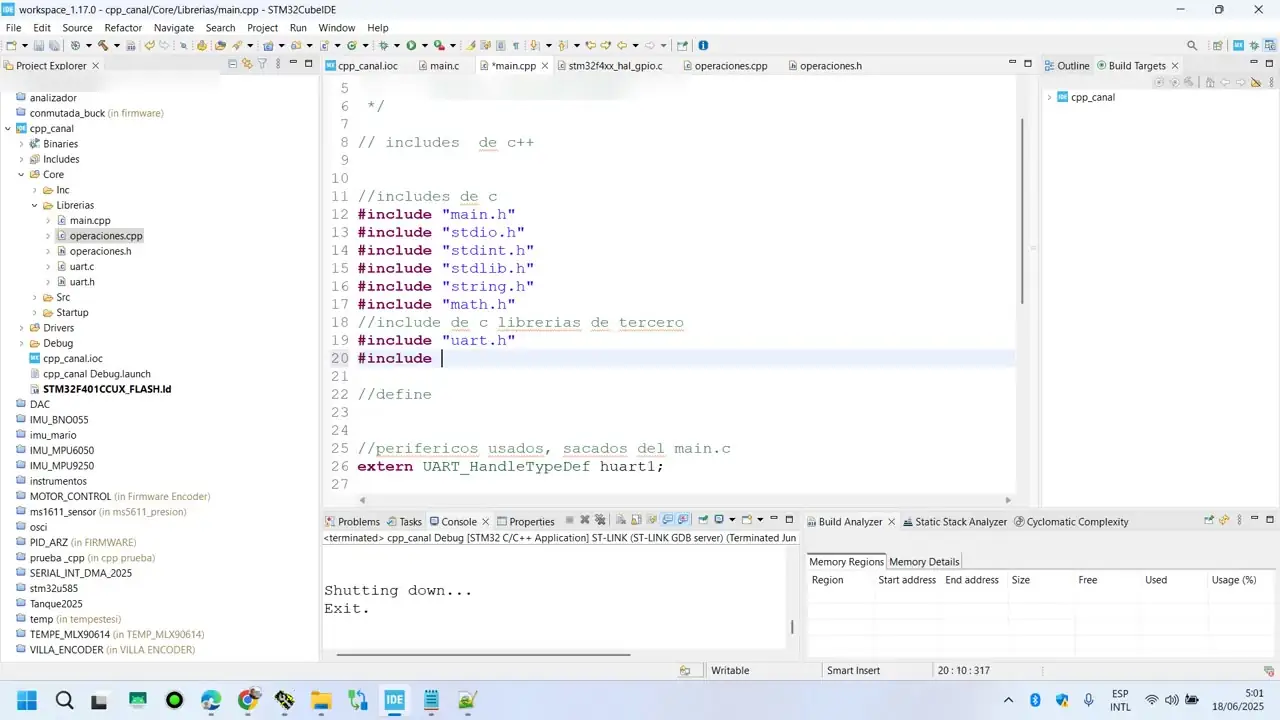 workspace_1.17.0 - cpp_canal/Core/Librerias/main.cpp - STM32CubeIDE
File Edit Source Refactor Navigate Search Project Run Window Help
Project Explorer
analizador
conmutada_buck (in firmware)
cpp_canal
Binaries
Includes
Core
Inc
Librerias
main.cpp
operaciones.cpp
operaciones.h
uart.c
uart.h
Src
Startup
Drivers
Debug
cpp_canal.ioc
cpp_canal Debug.launch
STM32F401CCUX_FLASH.ld
DAC
IMU_BNO055
imu_mario
IMU_MPU6050
IMU_MPU9250
instrumentos
MOTOR_CONTROL (in Firmware Encoder)
ms1611_sensor (in ms5611_presion)
osci
PID_ARZ (in FIRMWARE)
prueba _cpp (in cpp prueba)
SERIAL_INT_DMA_2025
stm32u585
Tanque2025
temp (in tempestesi)
TEMPE_MLX90614 (in TEMP_MLX90614)
VILLA_ENCODER (in VILLA ENCODER)
cpp_canal.ioc main.c *main.cpp stm32f4xx_hal_gpio.c operaciones.cpp operaciones.h
5
6 */
7
8 // includes  de c++
9
10
11 //includes de c
12 #include "main.h"
13 #include "stdio.h"
14 #include "stdint.h"
15 #include "stdlib.h"
16 #include "string.h"
17 #include "math.h"
18 //include de c librerias de tercero
19 #include "uart.h"
20 #include
21
22 //define
23
24
25 //perifericos usados, sacados del main.c
26 extern UART_HandleTypeDef huart1;
27
Outline Build Targets
cpp_canal
Problems Tasks Console Properties
<terminated> cpp_canal Debug [STM32 C/C++ Application] ST-LINK (ST-LINK GDB server) (Terminated Jun
Shutting down...
Exit.
Build Analyzer Static Stack Analyzer Cyclomatic Complexity
Memory Regions Memory Details
Region Start address End address Size Free Used Usage (%)
Writable Smart Insert 20 : 10 : 317
IDE
ESP
INTL
5:01
18/06/2025